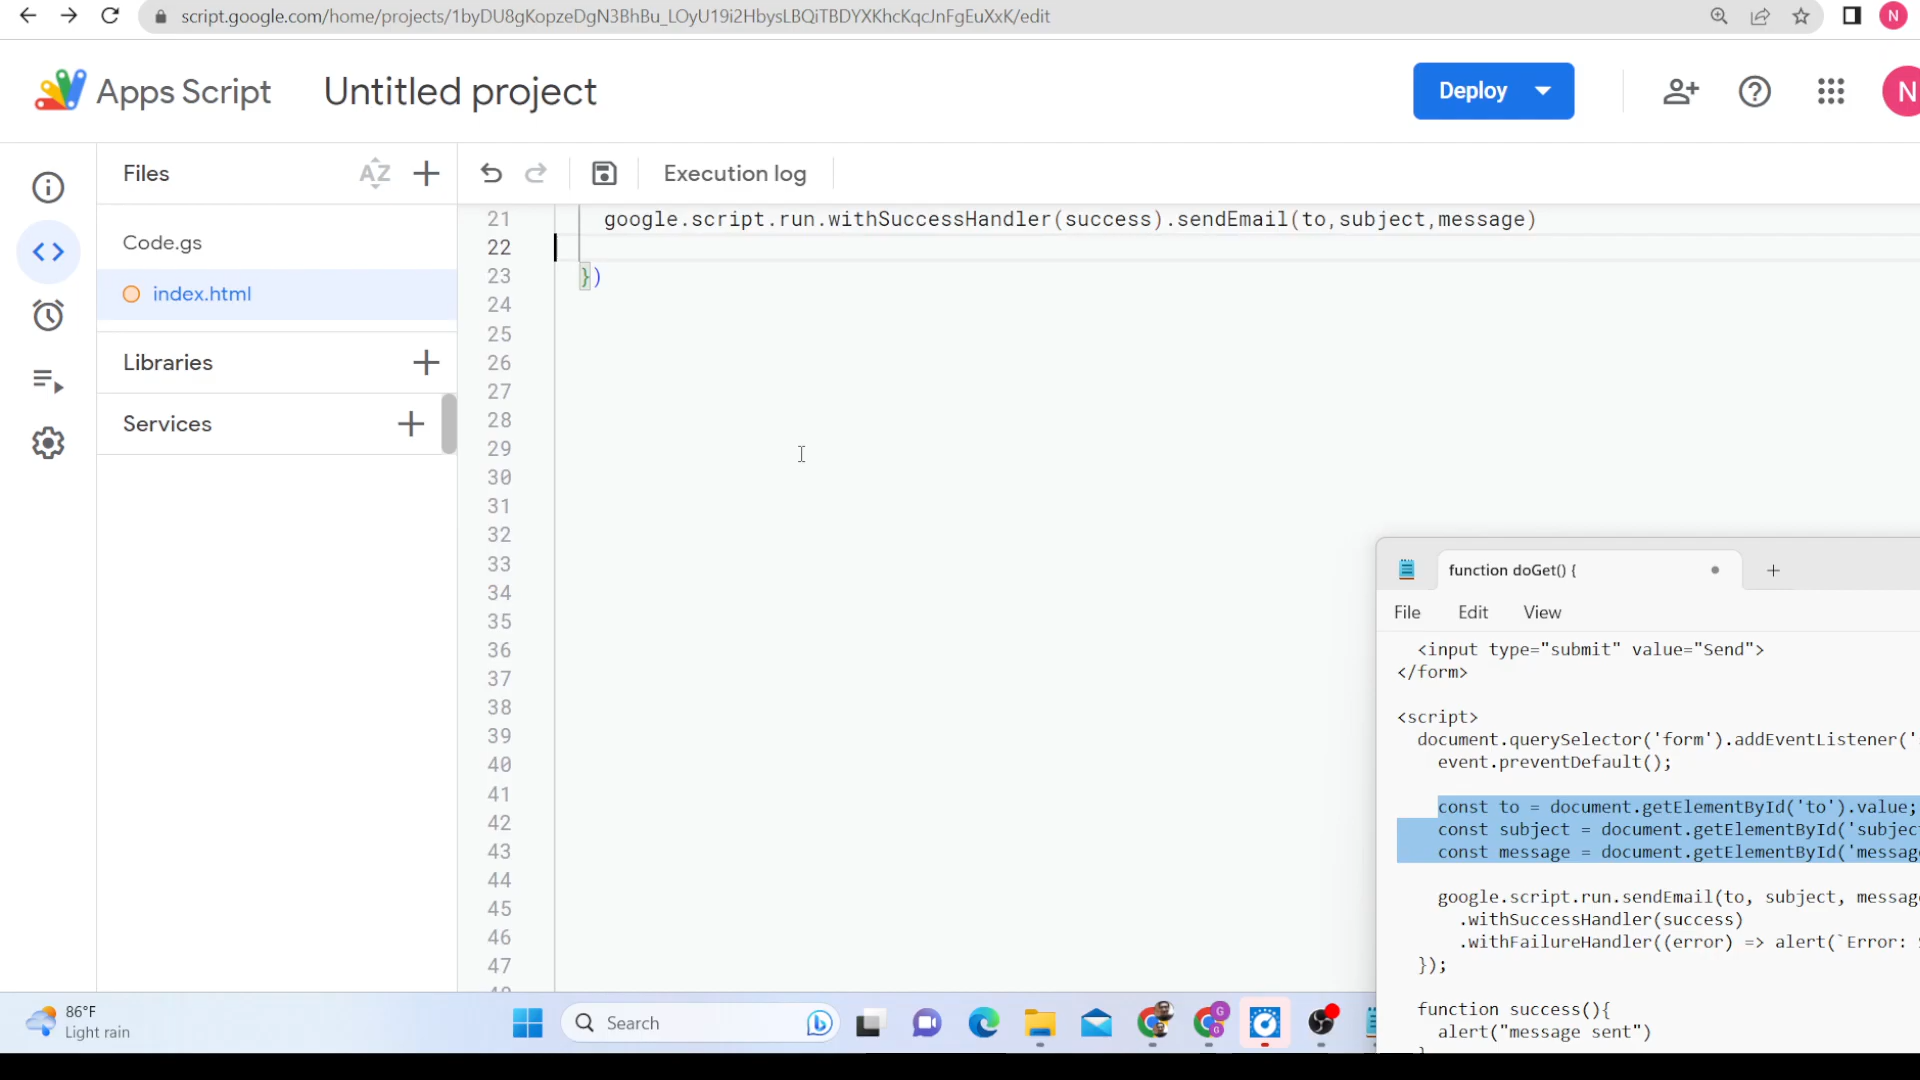 script.google.com/home/projects/1byDU8gKopzeDgN3BhBu_LOyU19i2HbysLBQiTBDYXKhcKqcJnFgEuXxK/edit
N
Apps Script
Untitled project
Deploy
N
Files
AZ
Execution log
Code.gs
index.html
Libraries
Services
21 google.script.run.withSuccessHandler(success).sendEmail(to,subject,message)
22
23 })
24
25
26
27
28
29
30
31
32
33
34
35
36
37
38
39
40
41
42
43
44
45
46
47
function doGet() {
File Edit View
<input type="submit" value="Send">
</form>
<script>
document.querySelector('form').addEventListener('
event.preventDefault();
const to = document.getElementById('to').value;
const subject = document.getElementById('subject
const message = document.getElementById('message
google.script.run.sendEmail(to, subject, message
.withSuccessHandler(success)
.withFailureHandler((error) => alert(`Error:
});
function success(){
alert("message sent")
86°F
Light rain
Search